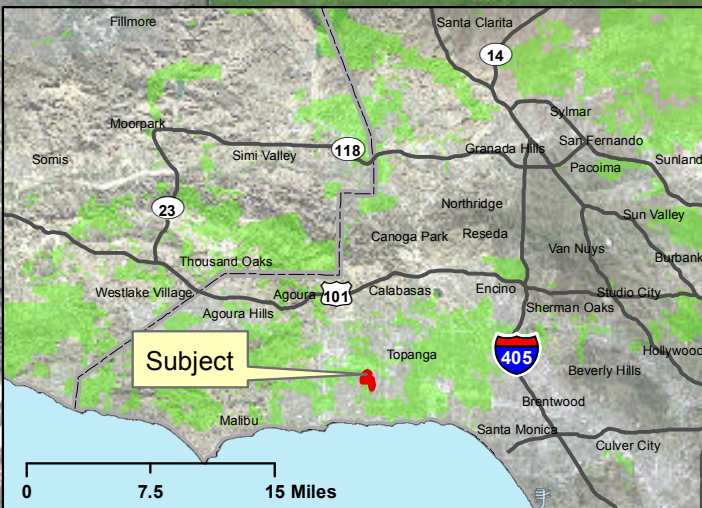 Fillmore
Santa Clarita
14
Sylmar
Moorpark
118
Granada Hills
San Fernando
Somis
Simi Valley
Pacoima
Sunland
23
Northridge
Sun Valley
Canoga Park
Reseda
Van Nuys
Burbank
Thousand Oaks
Westlake Village
Agoura
101
Calabasas
Encino
Studio City
Agoura Hills
Sherman Oaks
Subject
Topanga
405
Hollywood
Beverly Hills
Brentwood
Malibu
Santa Monica
Culver City
0 7.5 15 Miles